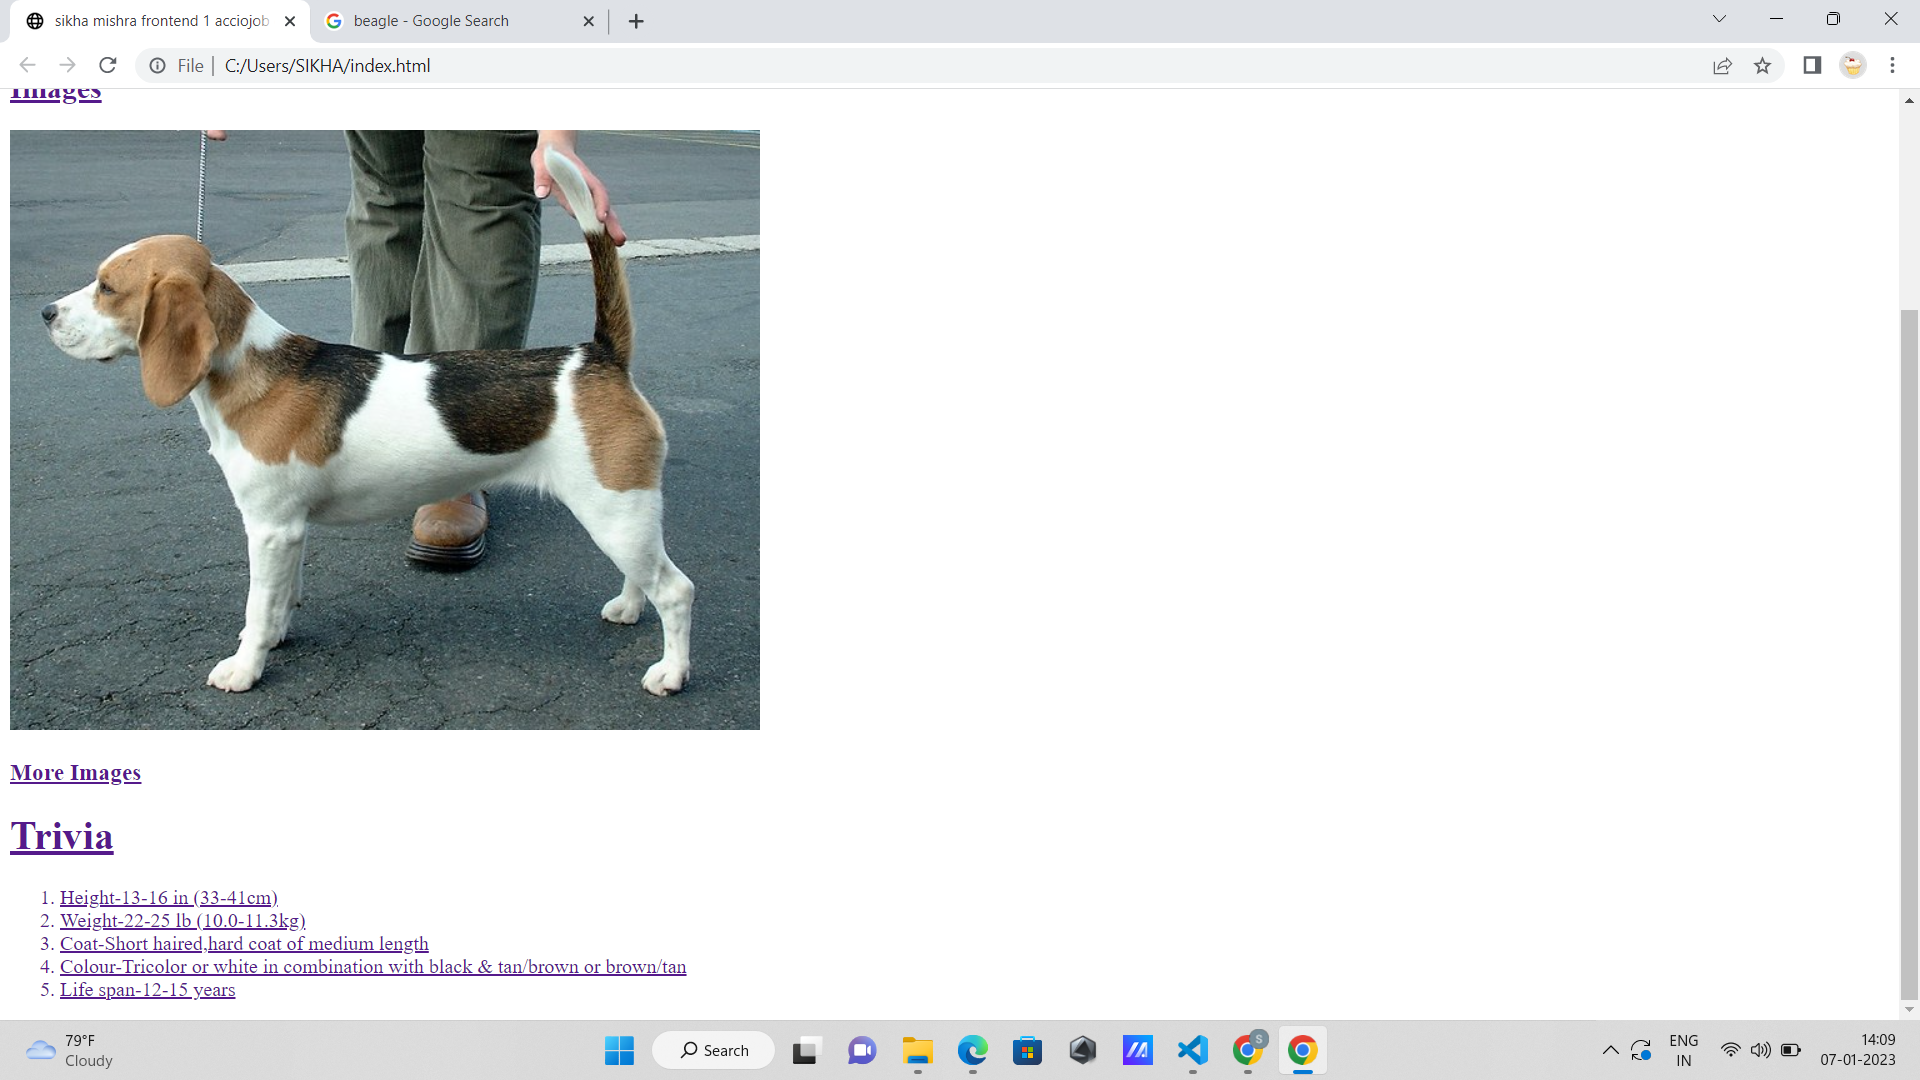 sikha mishra frontend 1 acciojob
beagle - Google Search
File
C:/Users/SIKHA/index.html
Images
More Images
Trivia
1. Height-13-16 in (33-41cm)
2. Weight-22-25 lb (10.0-11.3kg)
3. Coat-Short haired,hard coat of medium length
4. Colour-Tricolor or white in combination with black & tan/brown or brown/tan
5. Life span-12-15 years
79°F
Cloudy
Search
S
ENG
IN
14:09
07-01-2023